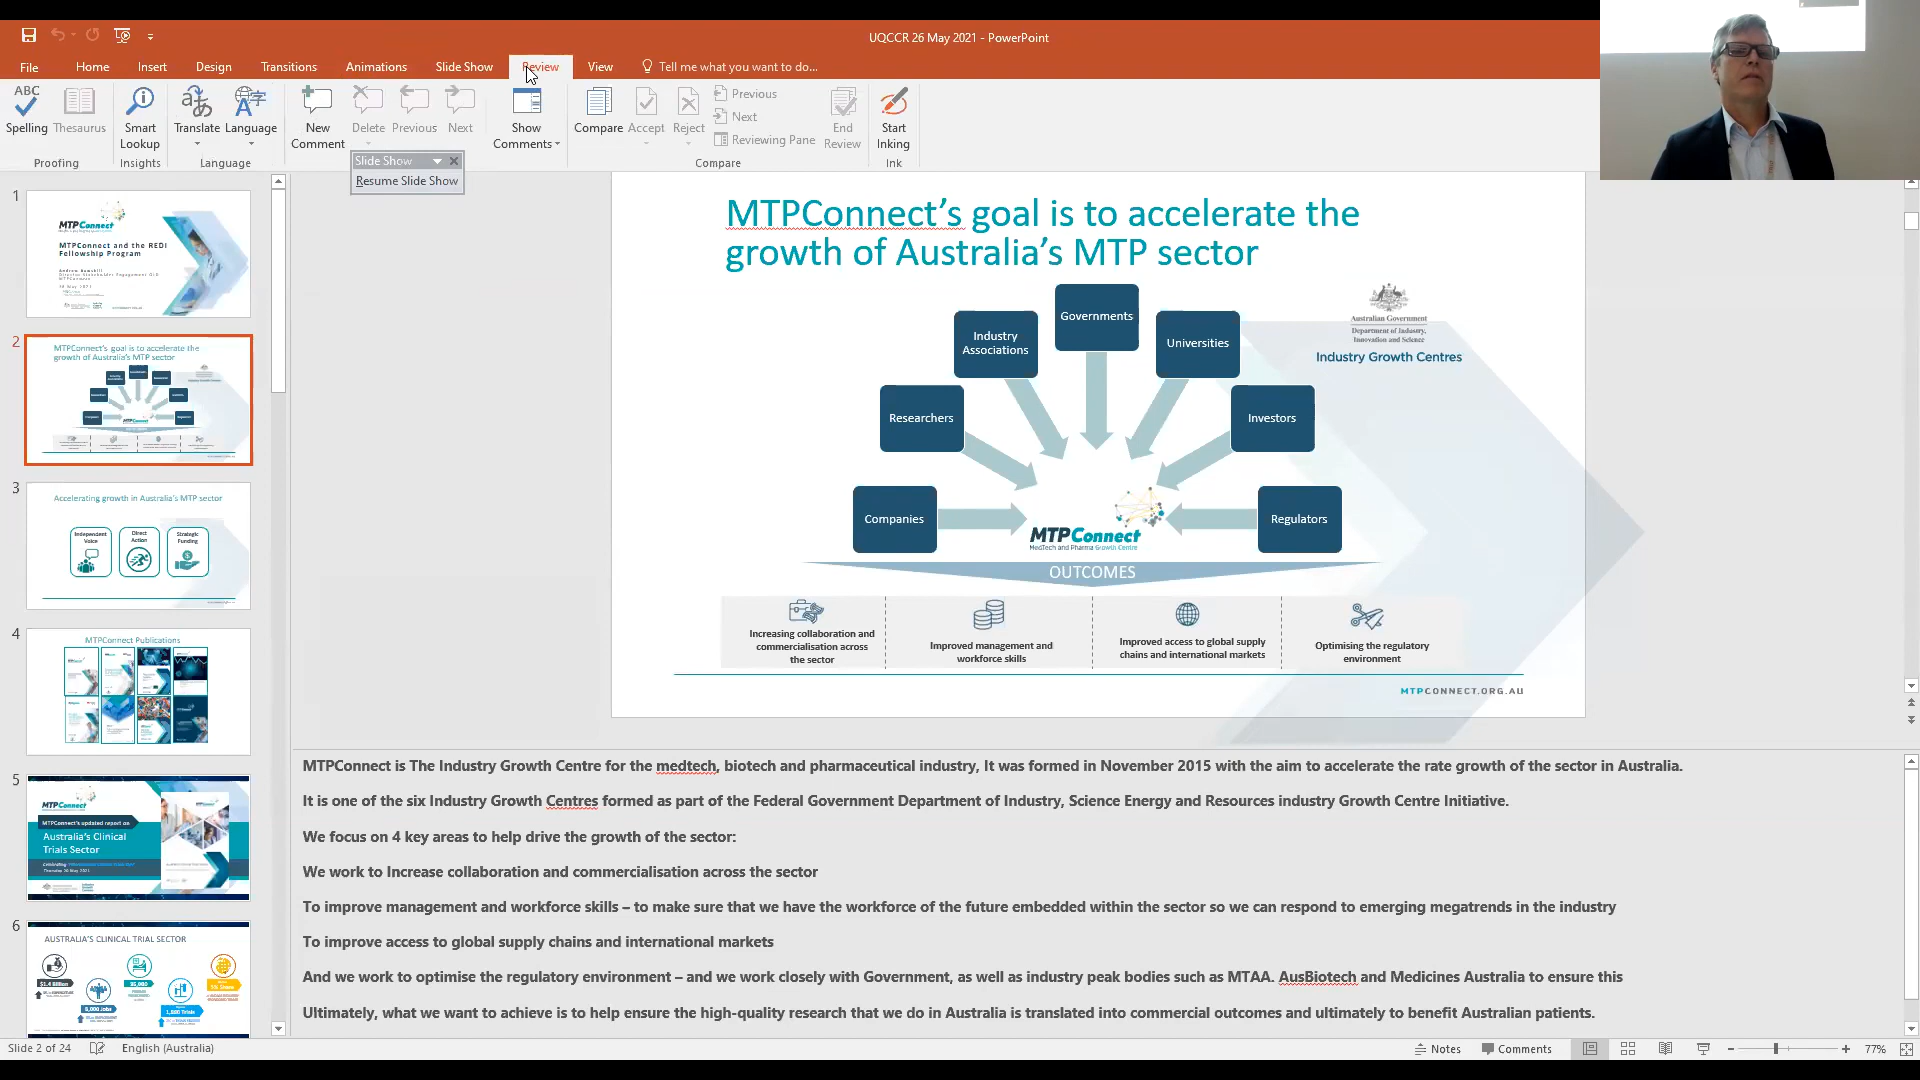 UQCCR 26 May 2021 - PowerPoint
File
Home
Insert
Design
Transitions
Animations
Slide Show
Review
View
Tell me what you want to do...
ABC
Spelling
Thesaurus
Smart
Lookup
Translate
Language
New
Comment
Delete
Previous
Next
Show
Comments
Compare
Accept
Reject
Previous
Next
Reviewing Pane
End
Review
Start
Inking
Proofing
Insights
Language
Compare
Ink
Slide Show
Resume Slide Show
1
MTPConnect
MTPConnect and the REDI
Fellowship Program
2
MTPConnect's goal is to accelerate the
growth of Australia's MTP sector
3
Accelerating growth in Australia's MTP sector
Independent
Voice
Direct
Action
Strategic
Funding
4
MTPConnect Publications
5
MTPConnect
MTPConnect's updated report on
Australia's Clinical
Trials Sector
6
AUSTRALIA'S CLINICAL TRIAL SECTOR
$1.4 Billion
8,000 Jobs
95,000
MTPConnect's goal is to accelerate the
growth of Australia's MTP sector
Governments
Industry
Associations
Universities
Researchers
Investors
Companies
Regulators
Australian Government
Department of Industry,
Innovation and Science
Industry Growth Centres
MTPConnect
MedTech and Pharma Growth Centre
OUTCOMES
Increasing collaboration and
commercialisation across
the sector
Improved management and
workforce skills
Improved access to global supply
chains and international markets
Optimising the regulatory
environment
MTPCONNECT.ORG.AU
MTPConnect is The Industry Growth Centre for the medtech, biotech and pharmaceutical industry, It was formed in November 2015 with the aim to accelerate the rate growth of the sector in Australia.
It is one of the six Industry Growth Centres formed as part of the Federal Government Department of Industry, Science Energy and Resources industry Growth Centre Initiative.
We focus on 4 key areas to help drive the growth of the sector:
We work to Increase collaboration and commercialisation across the sector
To improve management and workforce skills – to make sure that we have the workforce of the future embedded within the sector so we can respond to emerging megatrends in the industry
To improve access to global supply chains and international markets
And we work to optimise the regulatory environment – and we work closely with Government, as well as industry peak bodies such as MTAA. AusBiotech and Medicines Australia to ensure this
Ultimately, what we want to achieve is to help ensure the high-quality research that we do in Australia is translated into commercial outcomes and ultimately to benefit Australian patients.
Slide 2 of 24
English (Australia)
Notes
Comments
77%